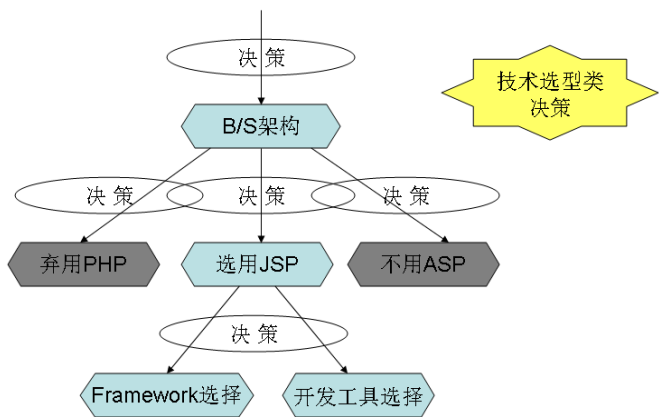 决 策
技术选型类
决策
B/S架构
决 策
决 策
决 策
弃用PHP
选用JSP
不用ASP
决 策
Framework选择
开发工具选择